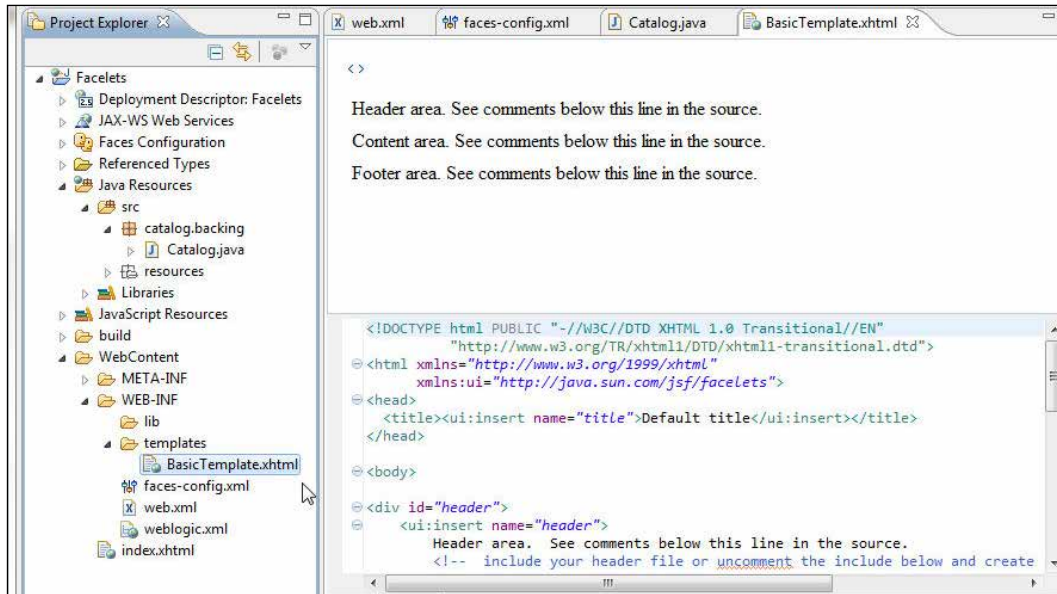 Project Explorer
Facelets
Deployment Descriptor: Facelets
JAX-WS Web Services
Faces Configuration
Referenced Types
Java Resources
src
catalog.backing
Catalog.java
resources
Libraries
JavaScript Resources
build
WebContent
META-INF
WEB-INF
lib
templates
BasicTemplate.xhtml
faces-config.xml
web.xml
weblogic.xml
index.xhtml
web.xml faces-config.xml Catalog.java BasicTemplate.xhtml
< >
Header area. See comments below this line in the source.
Content area. See comments below this line in the source.
Footer area. See comments below this line in the source.
<!DOCTYPE html PUBLIC "-//W3C//DTD XHTML 1.0 Transitional//EN"
"http://www.w3.org/TR/xhtml1/DTD/xhtml1-transitional.dtd">
<html xmlns="http://www.w3.org/1999/xhtml"
xmlns:ui="http://java.sun.com/jsf/facelets">
<head>
<title><ui:insert name="title">Default title</ui:insert></title>
</head>
<body>
<div id="header">
<ui:insert name="header">
Header area.  See comments below this line in the source.
<!--  include your header file or uncomment the include below and create